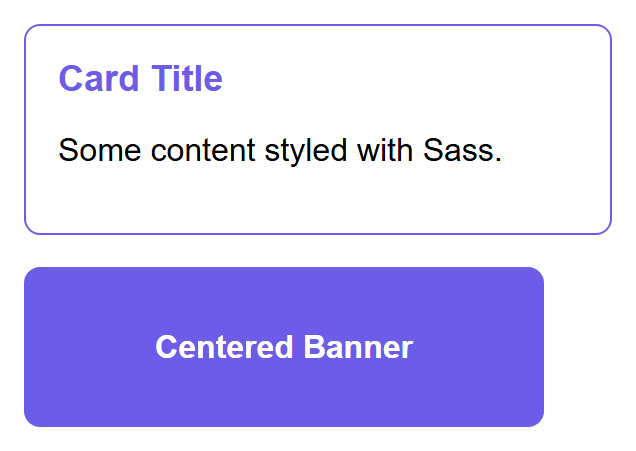 Card Title
Some content styled with Sass.
Centered Banner